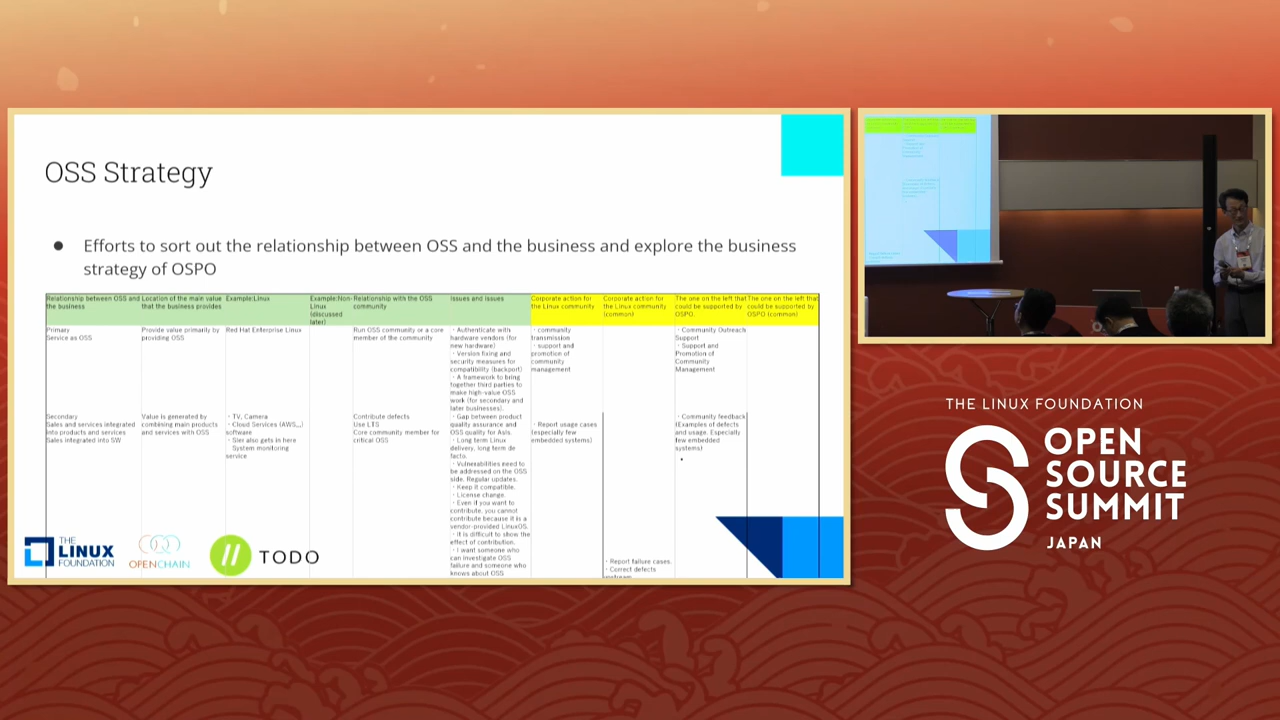 OSS Strategy
● Efforts to sort out the relationship between OSS and the business and explore the business
strategy of OSPO
Relationship between OSS and
the business
Location of the main value
that the business provides
Example:Linux
Example:Non-
Linux
(discussed
later)
Relationship with the OSS
community
Issues and issues
Corporate action for
the Linux community
Corporate action for
the Linux community
(common)
The one on the left that
could be supported by
OSPO.
The one on the left that
could be supported by
OSPO (common)
Primary
Service as OSS
Provide value primarily by
providing OSS
Red Hat Enterprise Linux
Run OSS community or a core
member of the community
・Authenticate with
hardware vendors (for
new hardware)
・Version fixing and
security measures for
compatibility (backport)
・A framework to bring
together third parties to
make high-value OSS
work (for secondary and
later businesses).
・community
transmission
・support and
promotion of
community
management
・Community Outreach
Support
・Support and
Promotion of
Community
Management
Secondary
Sales and services integrated
into products and services
Sales integrated into SW
Value is generated by
combining main products
and services with OSS
・TV, Camera
・Cloud Services (AWS,,,)
software
・SIer also gets in here
System monitoring
service
Contribute defects
Use LTS
Core community member for
critical OSS
・Gap between product
quality assurance and
OSS quality for Asis.
・Long term Linux
delivery, long term de
facto.
・Vulnerabilities need to
be addressed on the OSS
side. Regular updates.
・Keep it compatible.
・License change.
・Even if you want to
contribute, you cannot
contribute because it is a
vendor-provided LinuxOS.
・It is difficult to show the
effect of contribution.
・I want someone who
can investigate OSS
failure and someone who
knows about OSS
・Report usage cases
(especially few
embedded systems)
・Report failure cases.
・Correct defects
upstream
・Community feedback
(Examples of defects
and usage. Especially
few embedded
systems)
・
THE
LINUX
FOUNDATION
OPENCHAIN
TODO
THE LINUX FOUNDATION
OPEN
SOURCE
SUMMIT
JAPAN